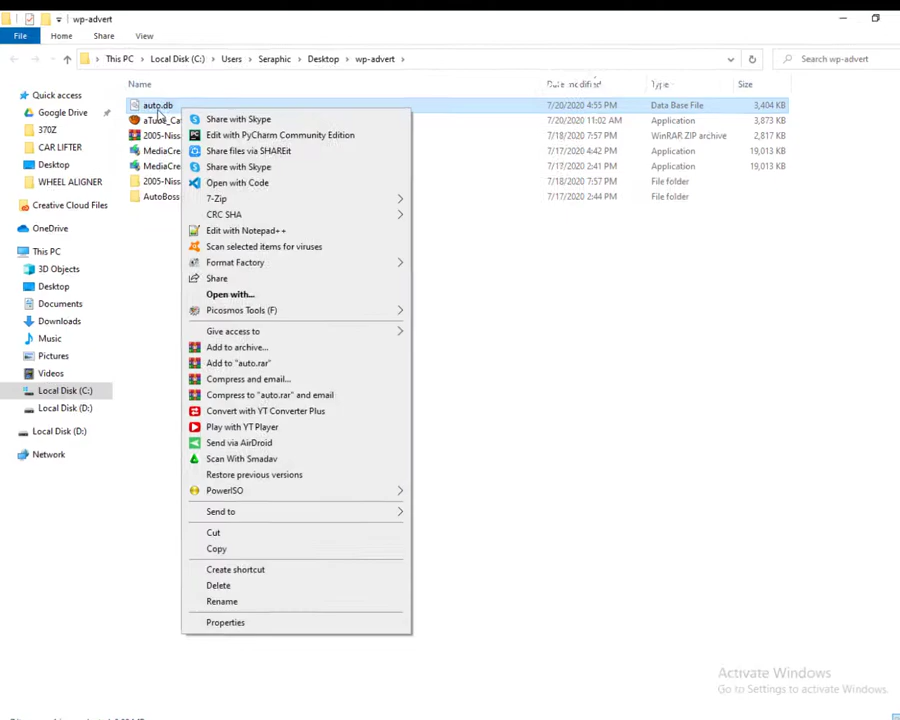 wp-advert
File Home Share View
This PC Local Disk (C:) Users Seraphic Desktop wp-advert Search wp-advert
Name Date modified Type Size
Quick access
Google Drive
370Z
CAR LIFTER
Desktop
WHEEL ALIGNER
Creative Cloud Files
OneDrive
This PC
3D Objects
Desktop
Documents
Downloads
Music
Pictures
Videos
Local Disk (C:)
Local Disk (D:)
Local Disk (D:)
Network
auto.db 7/20/2020 4:55 PM Data Base File 3,404 KB
aTube_Ca 7/20/2020 11:02 AM Application 3,873 KB
2005-Niss 7/18/2020 7:57 PM WinRAR ZIP archive 2,817 KB
MediaCre 7/17/2020 4:42 PM Application 19,013 KB
MediaCre 7/17/2020 2:41 PM Application 19,013 KB
2005-Niss 7/18/2020 7:57 PM File folder
AutoBoss 7/17/2020 2:44 PM File folder
Share with Skype
Edit with PyCharm Community Edition
Share files via SHAREit
Share with Skype
Open with Code
7-Zip
CRC SHA
Edit with Notepad++
Scan selected items for viruses
Format Factory
Share
Open with...
Picosmos Tools (F)
Give access to
Add to archive...
Add to "auto.rar"
Compress and email...
Compress to "auto.rar" and email
Convert with YT Converter Plus
Play with YT Player
Send via AirDroid
Scan With Smadav
Restore previous versions
PowerISO
Send to
Cut
Copy
Create shortcut
Delete
Rename
Properties
Activate Windows
Go to Settings to activate Windows.